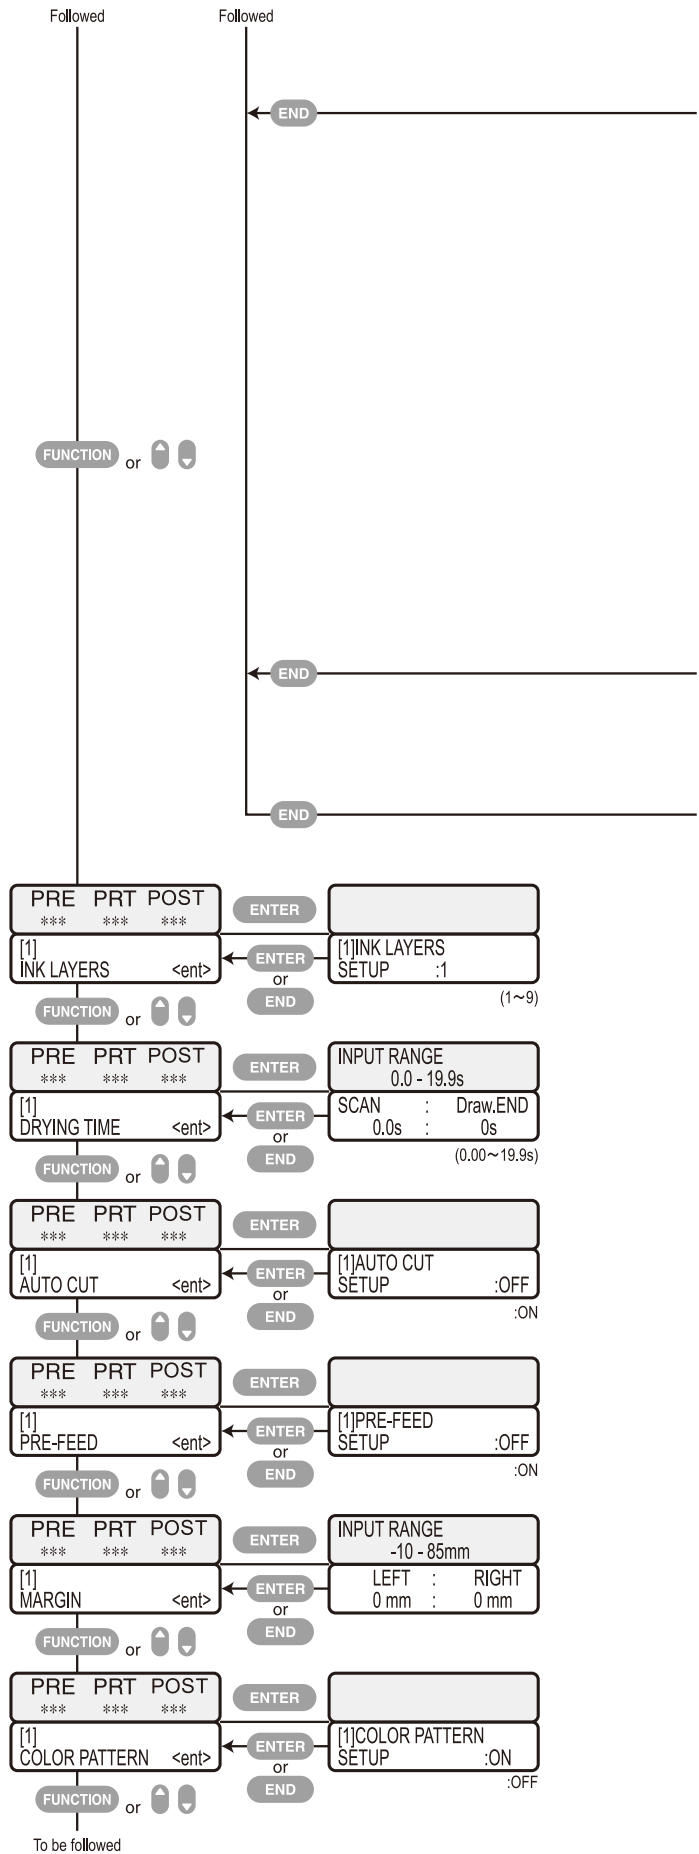 Followed Followed
END
FUNCTION or
END
END
PRE PRT POST
*** *** ***
ENTER
[1]
INK LAYERS <ent>
ENTER
or
END
[1]INK LAYERS
SETUP :1
(1～9)
FUNCTION or
PRE PRT POST
*** *** ***
ENTER
INPUT RANGE
0.0 - 19.9s
[1]
DRYING TIME <ent>
ENTER
or
END
SCAN : Draw.END
0.0s : 0s
(0.00～19.9s)
FUNCTION or
PRE PRT POST
*** *** ***
ENTER
[1]
AUTO CUT <ent>
ENTER
or
END
[1]AUTO CUT
SETUP :OFF
:ON
FUNCTION or
PRE PRT POST
*** *** ***
ENTER
[1]
PRE-FEED <ent>
ENTER
or
END
[1]PRE-FEED
SETUP :OFF
:ON
FUNCTION or
PRE PRT POST
*** *** ***
ENTER
INPUT RANGE
-10 - 85mm
[1]
MARGIN <ent>
ENTER
or
END
LEFT : RIGHT
0 mm : 0 mm
FUNCTION or
PRE PRT POST
*** *** ***
ENTER
[1]
COLOR PATTERN <ent>
ENTER
or
END
[1]COLOR PATTERN
SETUP :ON
:OFF
FUNCTION or
To be followed